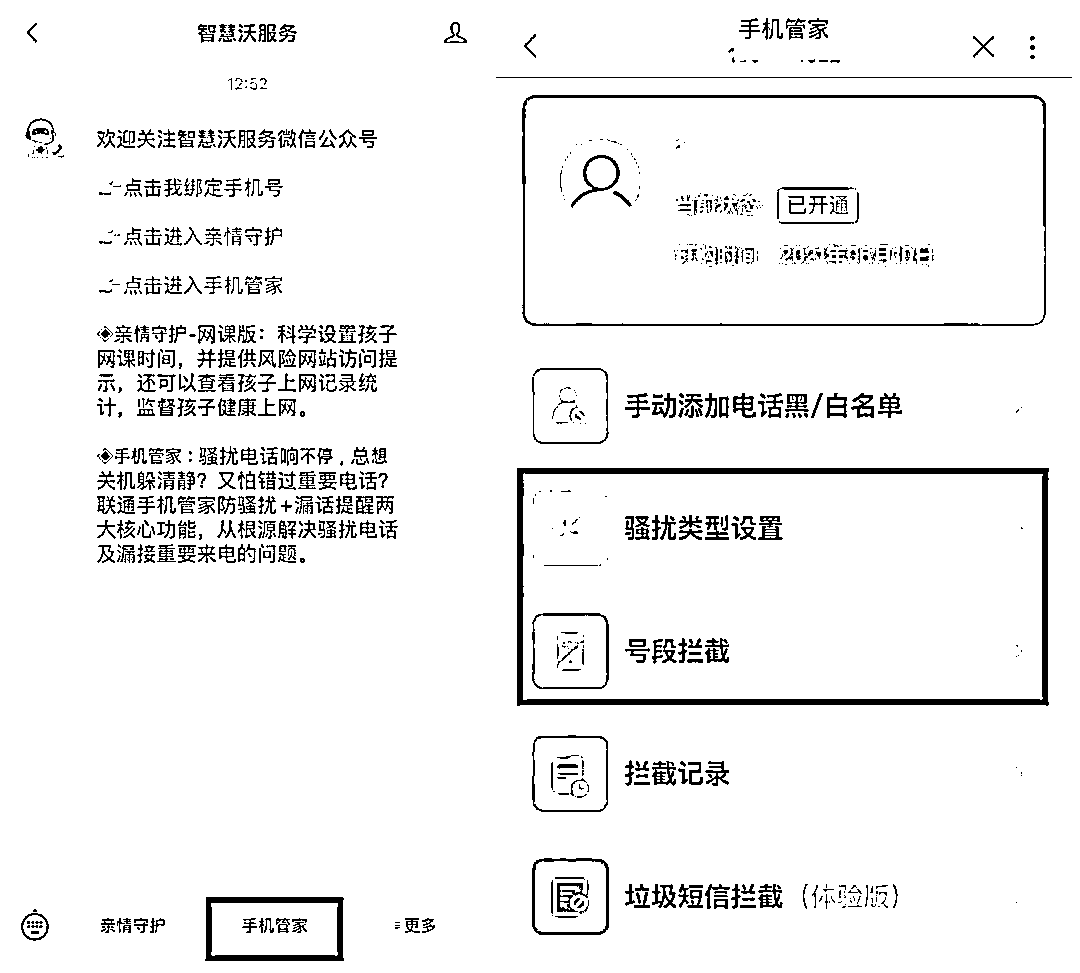 智慧沃服务
12:52
欢迎关注智慧沃服务微信公众号
点击我绑定手机号
点击进入亲情守护
点击进入手机管家
◈亲情守护-网课版：科学设置孩子
网课时间，并提供风险网站访问提
示，还可以查看孩子上网记录统
计，监督孩子健康上网。
◈手机管家：骚扰电话响不停，总想
关机躲清静？又怕错过重要电话？
联通手机管家防骚扰+漏话提醒两
大核心功能，从根源解决骚扰电话
及漏接重要来电的问题。
亲情守护
手机管家
≡更多
手机管家
当前状态 已开通
手动添加电话黑/白名单
骚扰类型设置
号段拦截
拦截记录
垃圾短信拦截（体验版）